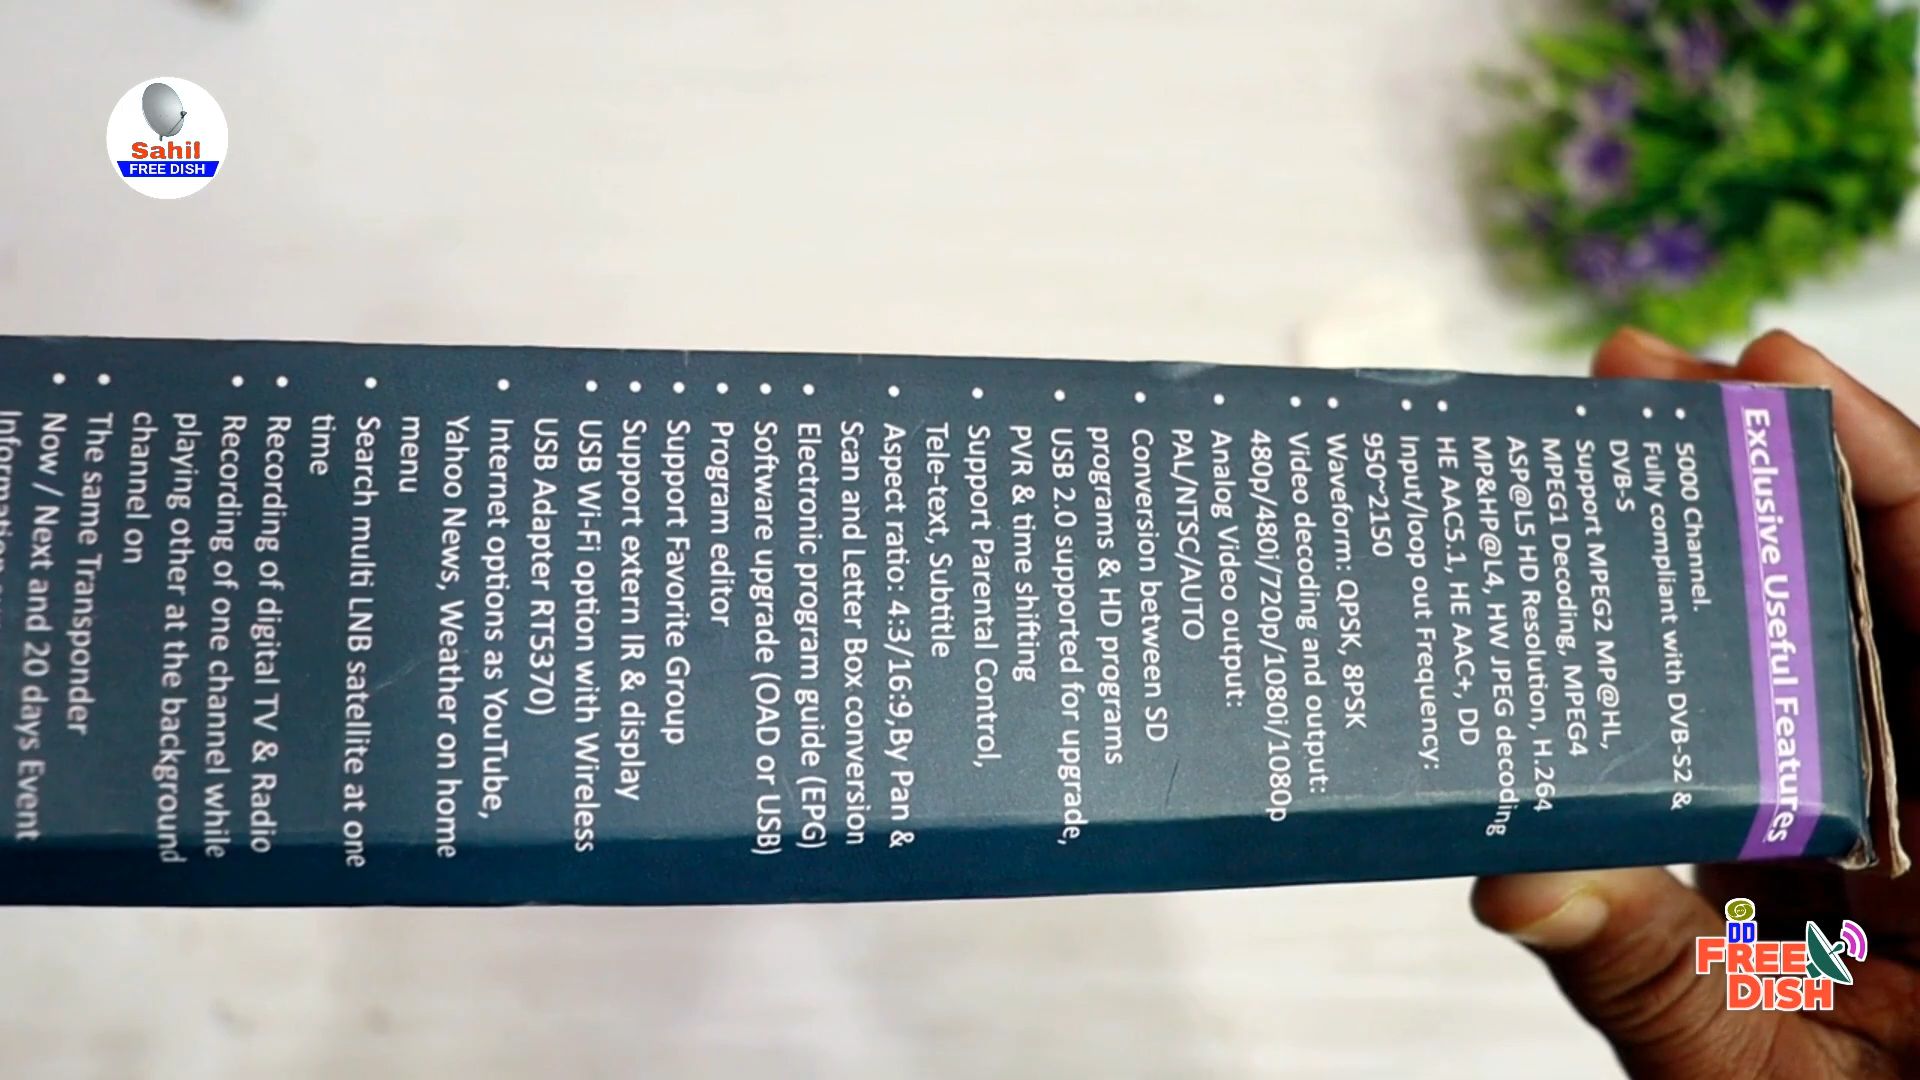 Sahil
FREE DISH
Exclusive Useful Features
• 5000 Channel.
• Fully compliant with DVB-S2 &
DVB-S
• Support MPEG2 MP@HL,
MPEG1 Decoding, MPEG4
ASP@L5 HD Resolution, H.264
MP&HP@L4, HW JPEG decoding
• HE AAC5.1, HE AAC+, DD
• Input/loop out Frequency:
950~2150
• Waveform: QPSK, 8PSK
• Video decoding and output:
480p/480i/720p/1080i/1080p
• Analog Video output:
PAL/NTSC/AUTO
• Conversion between SD
programs & HD programs
• USB 2.0 supported for upgrade,
PVR & time shifting
• Support Parental Control,
Tele-text, Subtitle
• Aspect ratio: 4:3/16:9,By Pan &
Scan and Letter Box conversion
• Electronic program guide (EPG)
• Software upgrade (OAD or USB)
• Program editor
• Support Favorite Group
• Support extern IR & display
• USB Wi-Fi option with Wireless
USB Adapter RT5370)
• Internet options as YouTube,
Yahoo News, Weather on home
menu
• Search multi LNB satellite at one
time
• Recording of digital TV & Radio
• Recording of one channel while
playing other at the background
channel on
• The same Transponder
• Now / Next and 20 days Event
DD
FREE
DISH